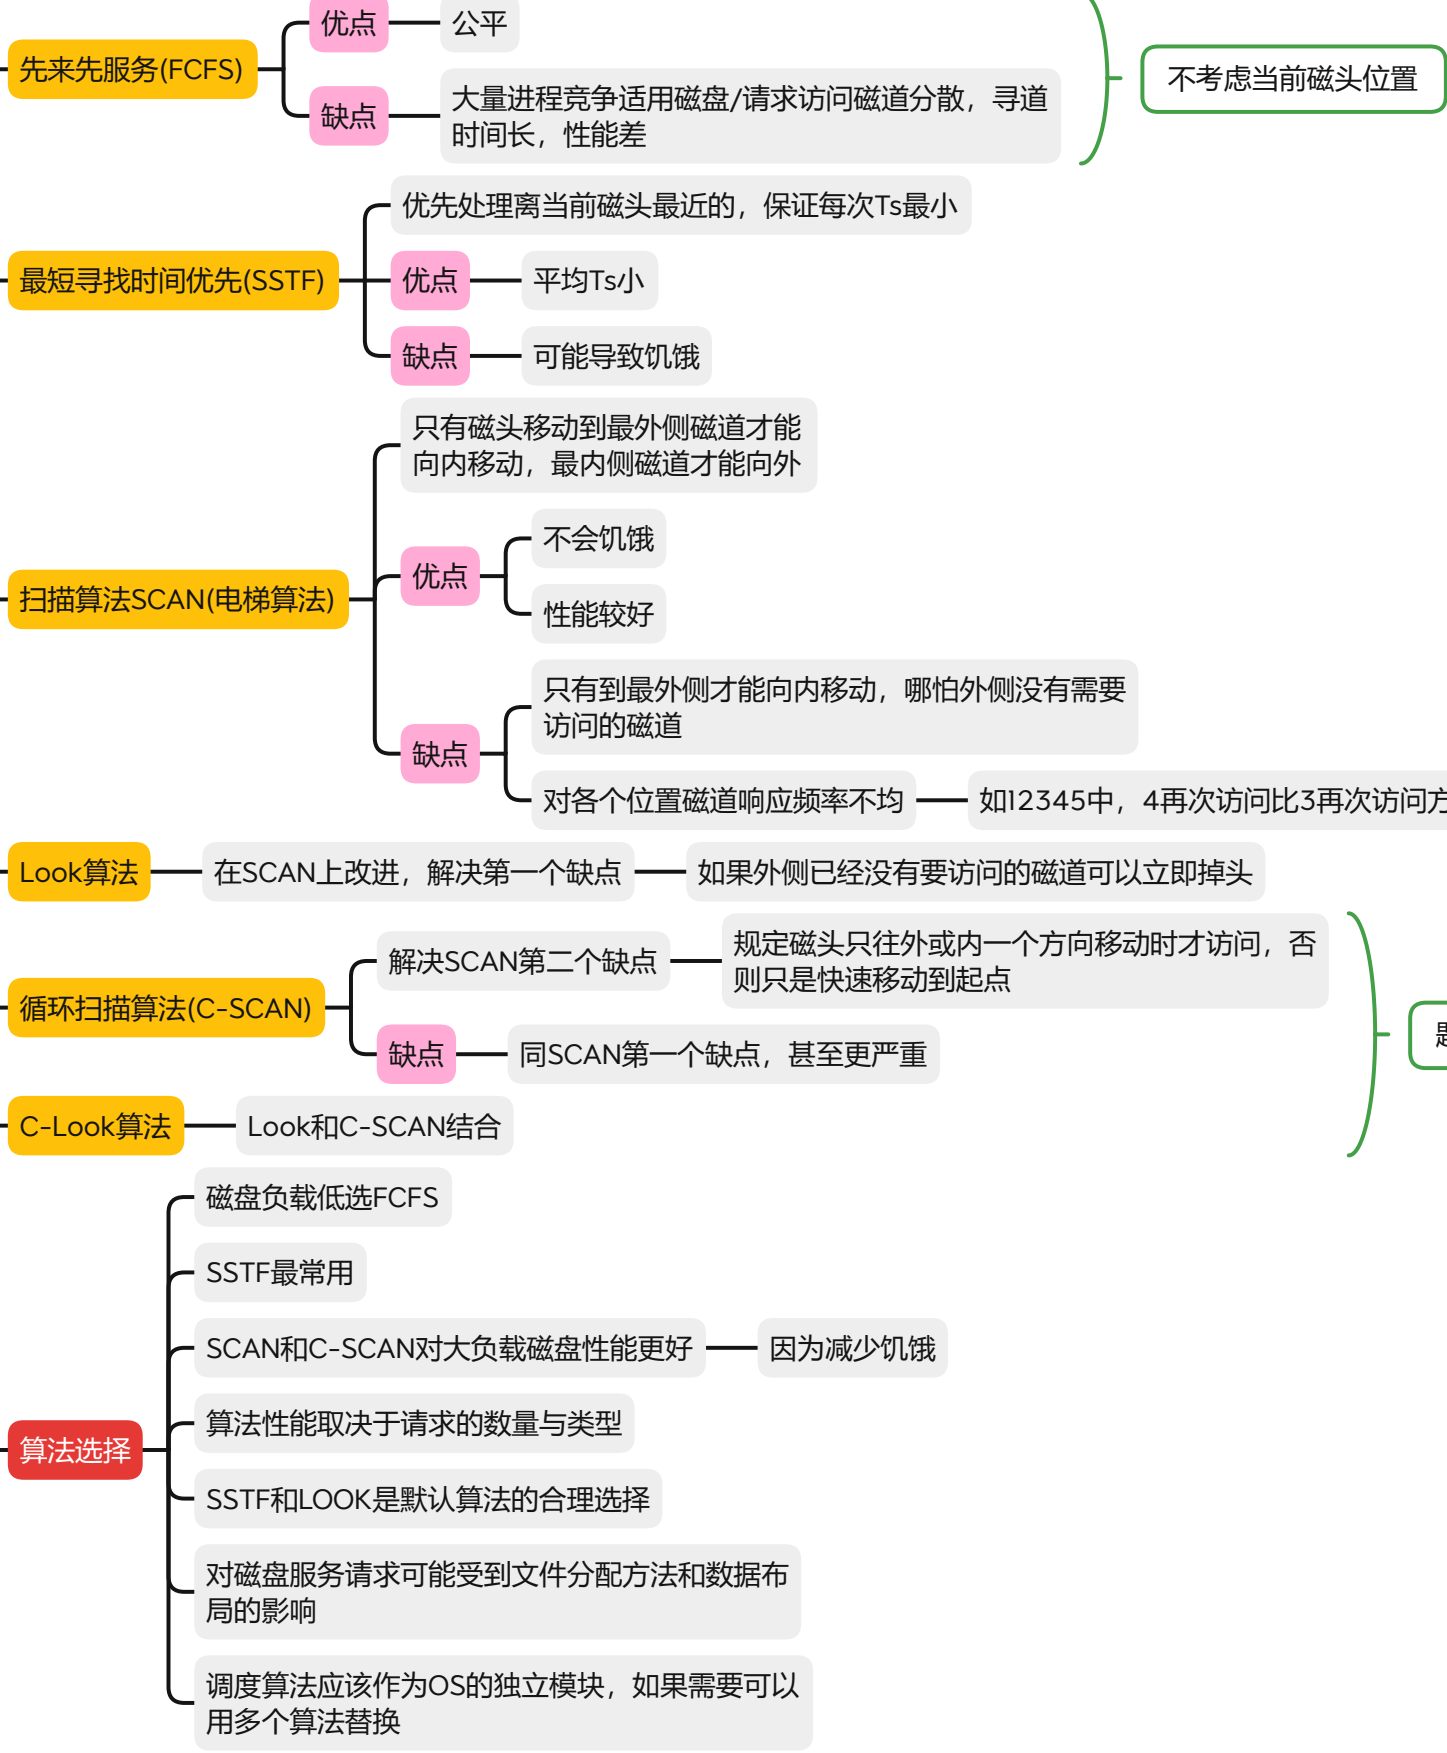 优点
公平
先来先服务(FCFS)
缺点
大量进程竞争适用磁盘/请求访问磁道分散，寻道
时间长，性能差
不考虑当前磁头位置
优先处理离当前磁头最近的，保证每次Ts最小
最短寻找时间优先(SSTF)
优点
平均Ts小
缺点
可能导致饥饿
只有磁头移动到最外侧磁道才能
向内移动，最内侧磁道才能向外
扫描算法SCAN(电梯算法)
优点
不会饥饿
性能较好
缺点
只有到最外侧才能向内移动，哪怕外侧没有需要
访问的磁道
对各个位置磁道响应频率不均
如12345中，4再次访问比3再次访问方
Look算法
在SCAN上改进，解决第一个缺点
如果外侧已经没有要访问的磁道可以立即掉头
循环扫描算法(C-SCAN)
解决SCAN第二个缺点
规定磁头只往外或内一个方向移动时才访问，否
则只是快速移动到起点
缺点
同SCAN第一个缺点，甚至更严重
C-Look算法
Look和C-SCAN结合
算法选择
磁盘负载低选FCFS
SSTF最常用
SCAN和C-SCAN对大负载磁盘性能更好
因为减少饥饿
算法性能取决于请求的数量与类型
SSTF和LOOK是默认算法的合理选择
对磁盘服务请求可能受到文件分配方法和数据布
局的影响
调度算法应该作为OS的独立模块，如果需要可以
用多个算法替换